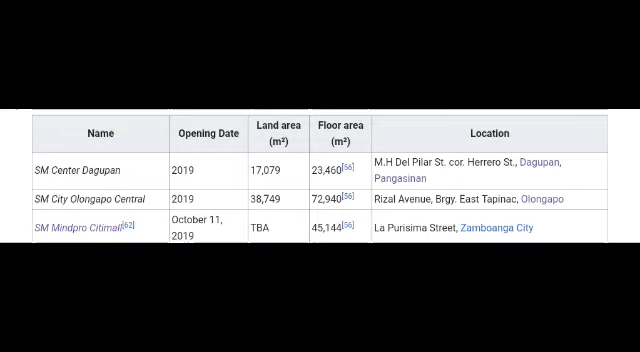 Name Opening Date Land area (m²) Floor area (m²) Location
SM Center Dagupan 2019 17,079 23,460[56] M.H Del Pilar St. cor. Herrero St., Dagupan, Pangasinan
SM City Olongapo Central 2019 38,749 72,940[56] Rizal Avenue, Brgy. East Tapinac, Olongapo
SM Mindpro Citimall[62] October 11, 2019 TBA 45,144[56] La Purisima Street, Zamboanga City